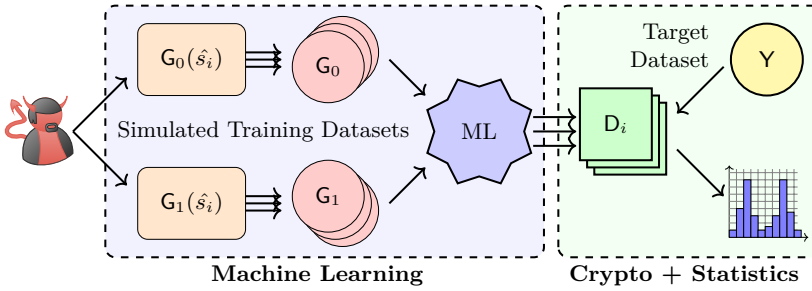 G₀(ŝᵢ)
G₀
Simulated Training Datasets
G₁(ŝᵢ)
G₁
ML
Machine Learning
Target
Dataset
Y
Dᵢ
Crypto + Statistics